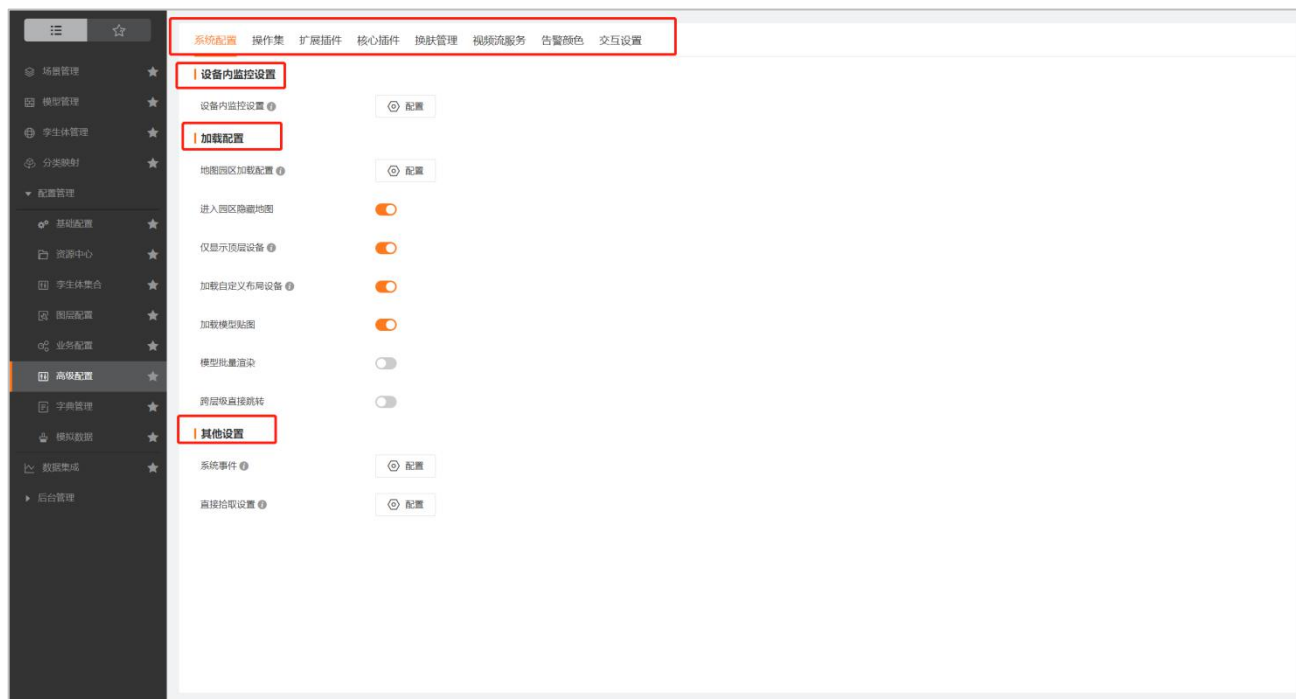 系统配置 操作集 扩展插件 核心插件 换肤管理 视频流服务 告警颜色 交互设置
场景管理
模型管理
孪生体管理
分类映射
配置管理
基础配置
资源中心
孪生体集合
图层配置
业务配置
高级配置
字典管理
模拟数据
数据集成
后台管理
设备内监控设置
设备内监控设置 配置
加载配置
地图园区加载配置 配置
进入园区隐藏地图
仅显示顶层设备
加载自定义布局设备
加载模型贴图
模型批量渲染
跨层级直接跳转
其他设置
系统事件 配置
直接拾取设置 配置